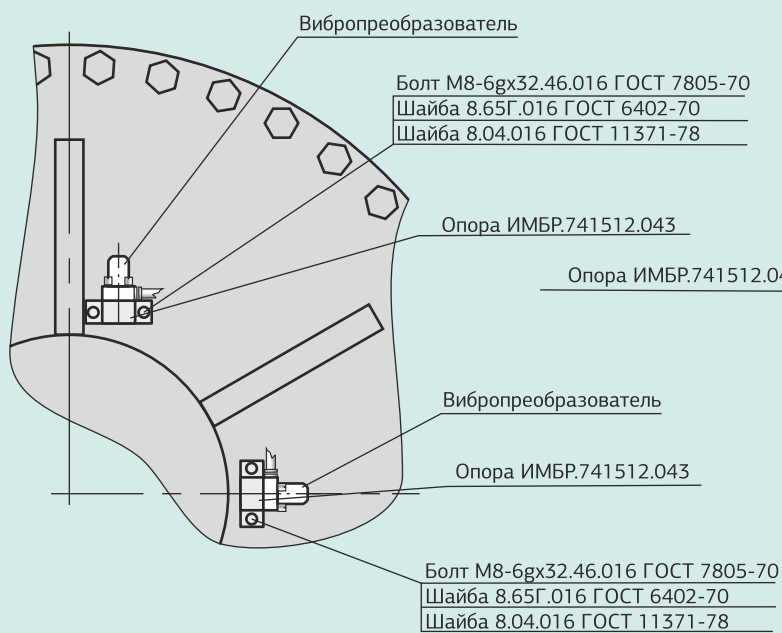 Вибропреобразователь
Болт М8-6gx32.46.016 ГОСТ 7805-70
Шайба 8.65Г.016 ГОСТ 6402-70
Шайба 8.04.016 ГОСТ 11371-78
Опора ИМБР.741512.043
Опора ИМБР.741512.04
Вибропреобразователь
Опора ИМБР.741512.043
Болт М8-6gx32.46.016 ГОСТ 7805-70
Шайба 8.65Г.016 ГОСТ 6402-70
Шайба 8.04.016 ГОСТ 11371-78